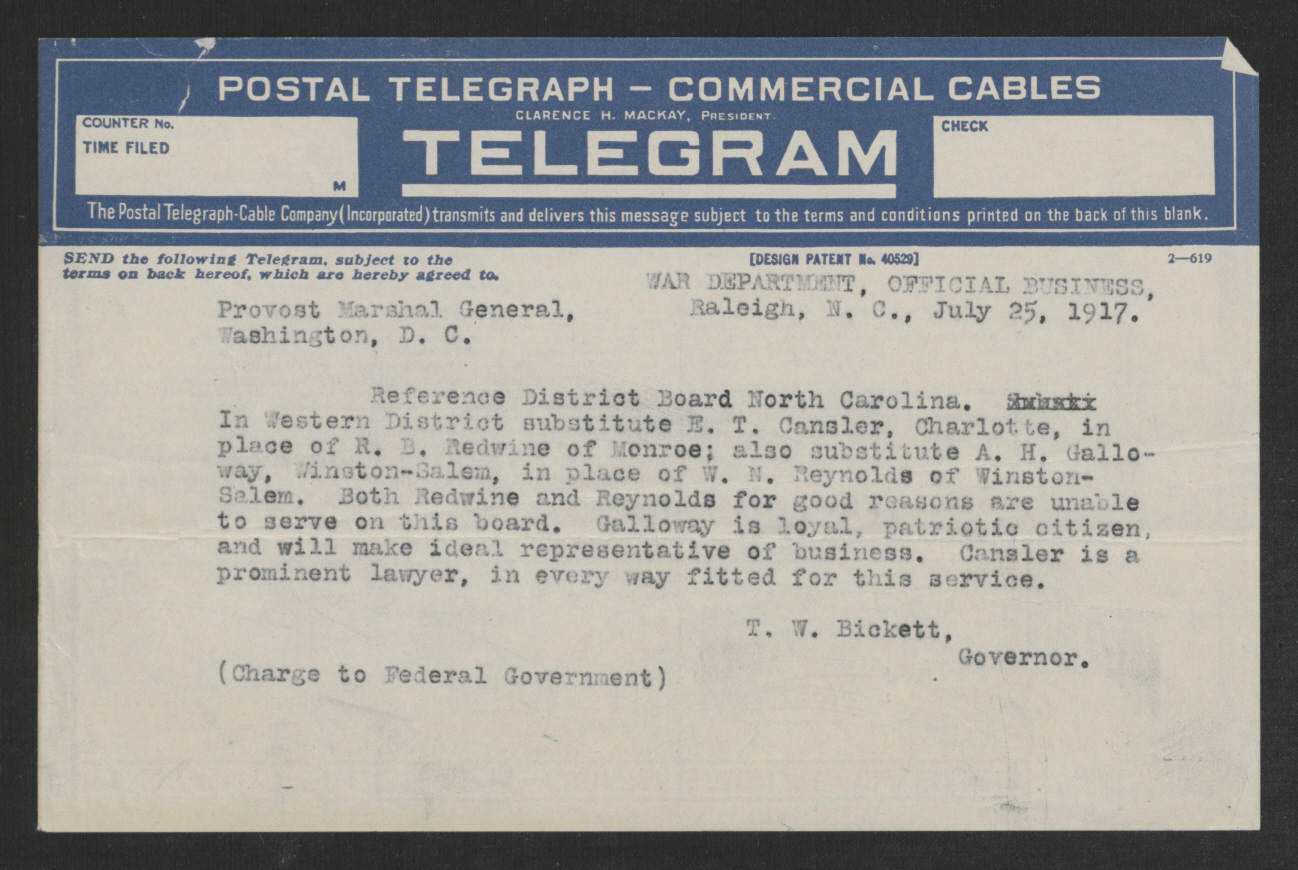 POSTAL TELEGRAPH – COMMERCIAL CABLES
CLARENCE H. MACKAY, PRESIDENT.
COUNTER No.
TIME FILED
M
TELEGRAM
CHECK
The Postal Telegraph-Cable Company (Incorporated) transmits and delivers this message subject to the terms and conditions printed on the back of this blank.
SEND the following Telegram, subject to the
terms on back hereof, which are hereby agreed to.
[DESIGN PATENT No. 40529]
2—619
WAR DEPARTMENT, OFFICIAL BUSINESS,
Provost Marshal General,
Raleigh, N. C., July 25, 1917.
Washington, D. C.
Reference District Board North Carolina.
In Western District substitute E. T. Cansler, Charlotte, in
place of R. B. Redwine of Monroe; also substitute A. H. Gallo-
way, Winston-Salem, in place of W. N. Reynolds of Winston-
Salem. Both Redwine and Reynolds for good reasons are unable
to serve on this board. Galloway is loyal, patriotic citizen,
and will make ideal representative of business. Cansler is a
prominent lawyer, in every way fitted for this service.
T. W. Bickett,
Governor.
(Charge to Federal Government)